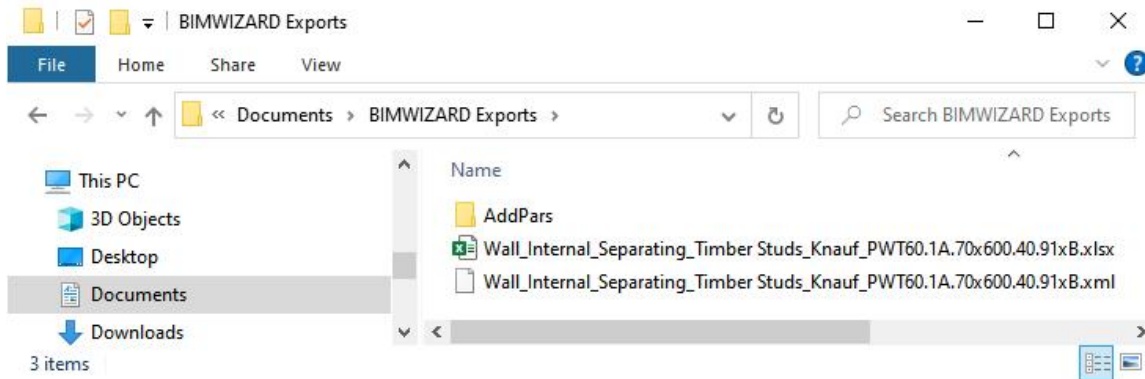 BIMWIZARD Exports
File Home Share View
« Documents > BIMWIZARD Exports >
Search BIMWIZARD Exports
This PC
3D Objects
Desktop
Documents
Downloads
Name
AddPars
Wall_Internal_Separating_Timber Studs_Knauf_PWT60.1A.70x600.40.91xB.xlsx
Wall_Internal_Separating_Timber Studs_Knauf_PWT60.1A.70x600.40.91xB.xml
3 items